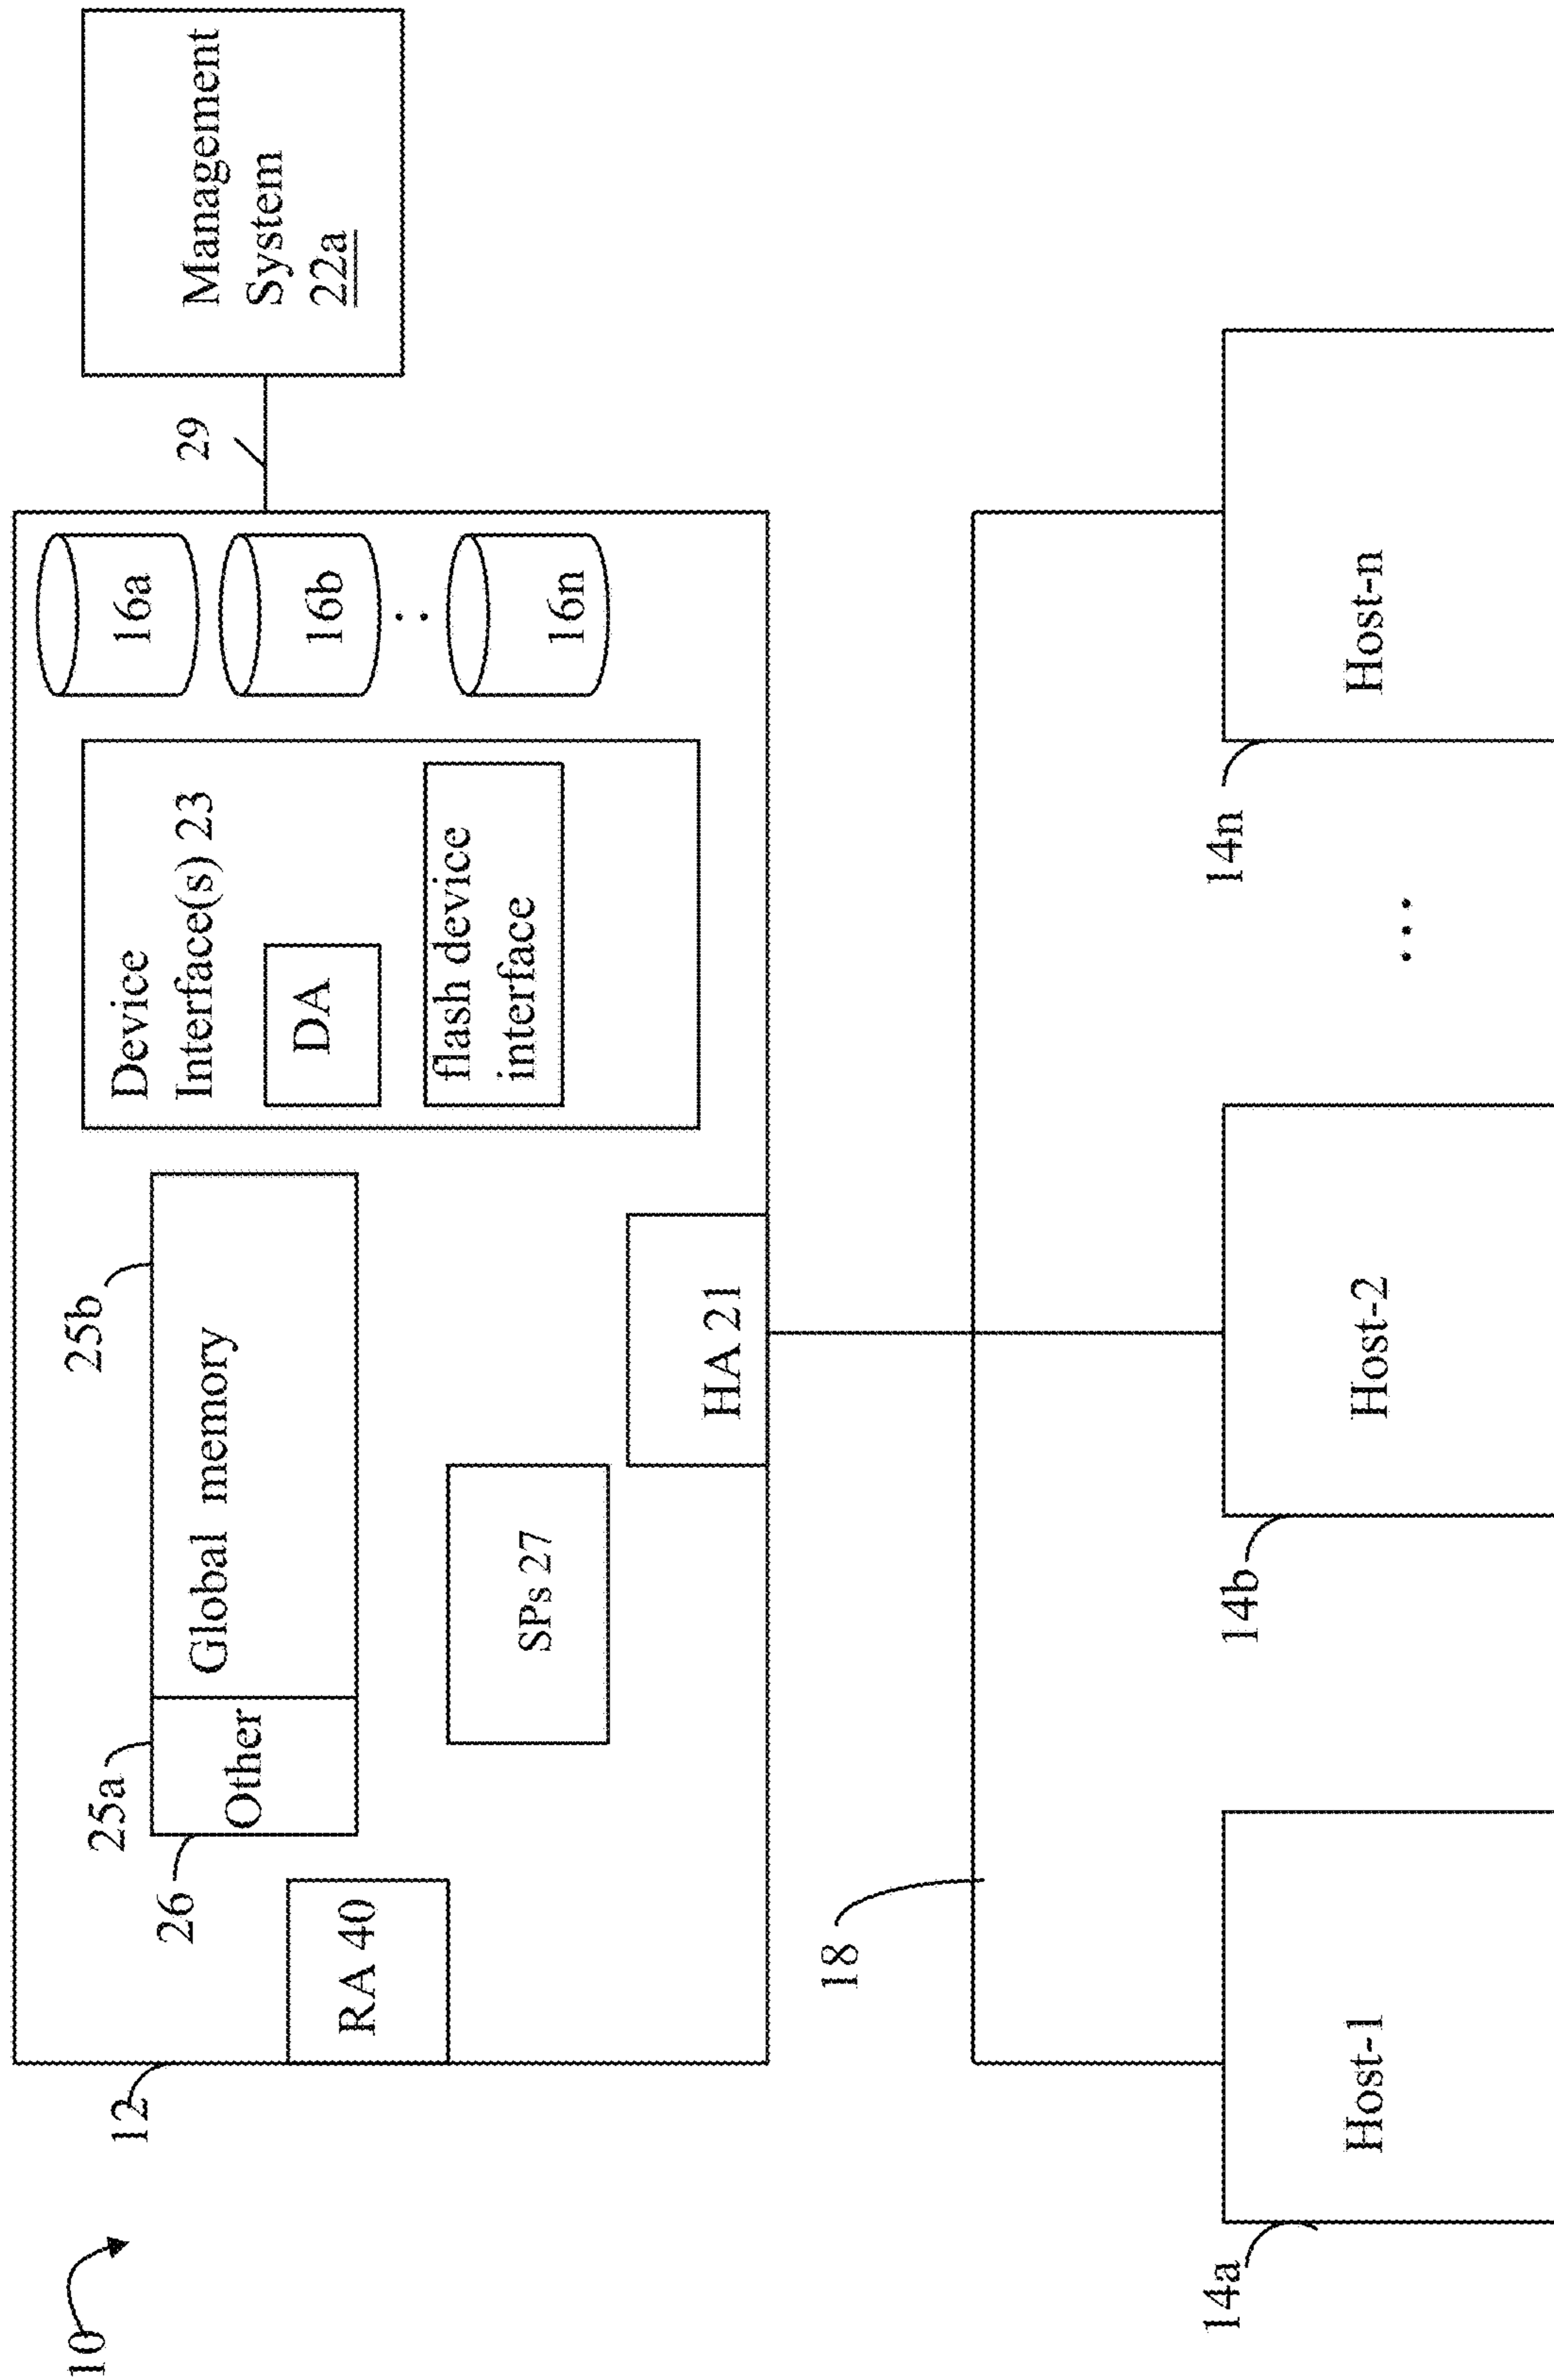 10
12
RA 40
26
25a
Other
25b
Global memory
SPs 27
HA 21
Device
Interface(s) 23
DA
flash device
interface
16a
16b
16n
29
Management
System
22a
18
14a
Host-1
14b
Host-2
...
14n
Host-n